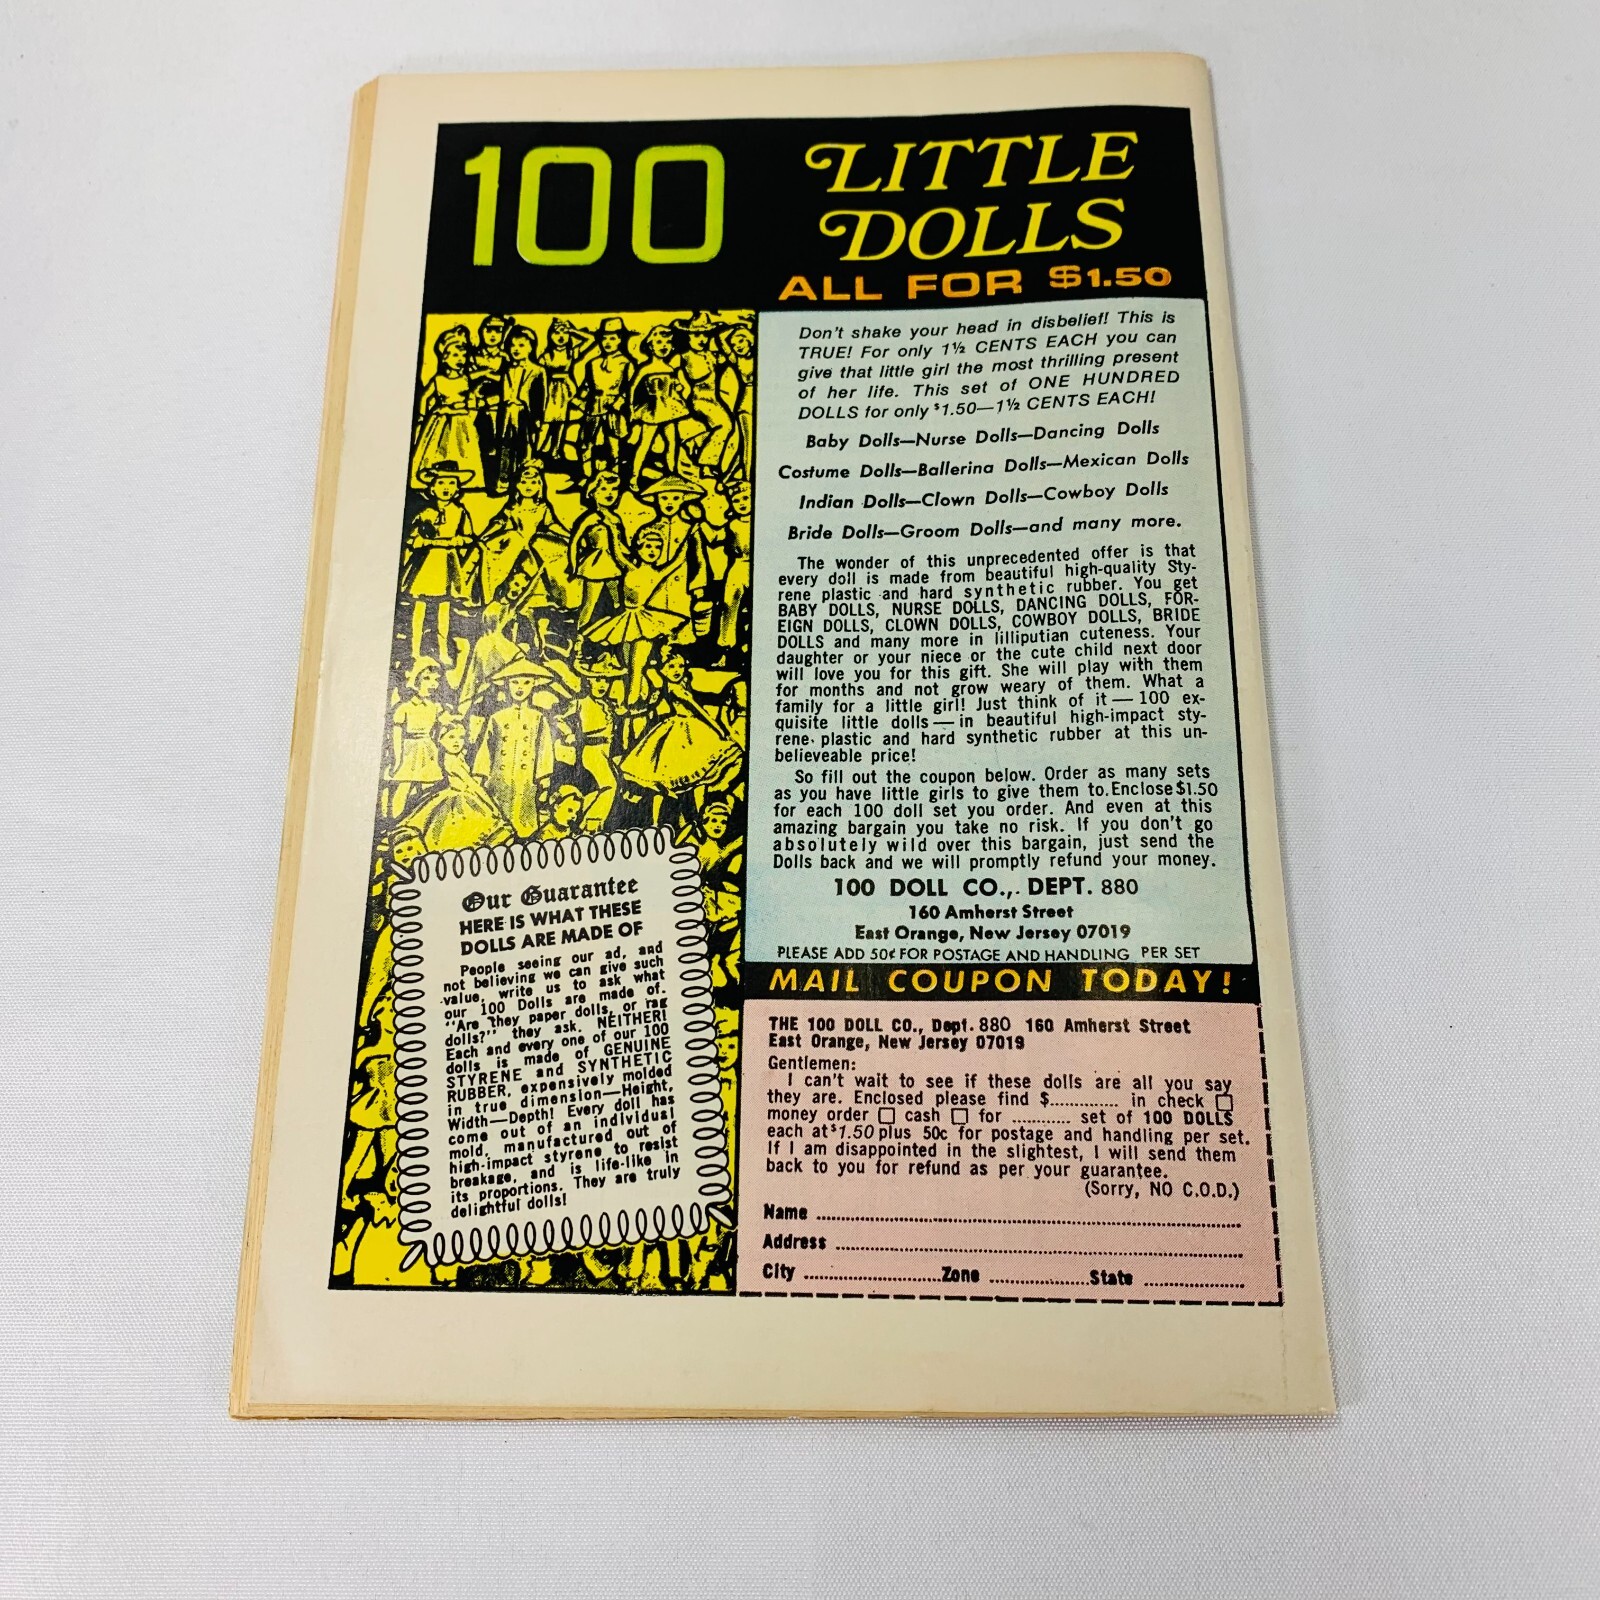 100
LITTLE
DOLLS
ALL FOR $1.50
Don't shake your head in disbelief! This is
TRUE! For only 1½ CENTS EACH you can
give that little girl the most thrilling present
of her life. This set of ONE HUNDRED
DOLLS for only $1.50—1½ CENTS EACH!
Baby Dolls—Nurse Dolls—Dancing Dolls
Costume Dolls—Ballerina Dolls—Mexican Dolls
Indian Dolls—Clown Dolls—Cowboy Dolls
Bride Dolls—Groom Dolls—and many more.
The wonder of this unprecedented offer is that
every doll is made from beautiful high-quality Sty-
rene plastic and hard synthetic rubber. You get
BABY DOLLS, NURSE DOLLS, DANCING DOLLS, FOR-
EIGN DOLLS, CLOWN DOLLS, COWBOY DOLLS, BRIDE
DOLLS and many more in lilliputian cuteness. Your
daughter or your niece or the cute child next door
will love you for this gift. She will play with them
for months and not grow weary of them. What a
family for a little girl! Just think of it — 100 ex-
quisite little dolls — in beautiful high-impact sty-
rene plastic and hard synthetic rubber at this un-
believeable price!
So fill out the coupon below. Order as many sets
as you have little girls to give them to. Enclose $1.50
for each 100 doll set you order. And even at this
amazing bargain you take no risk. If you don't go
absolutely wild over this bargain, just send the
Dolls back and we will promptly refund your money.
100 DOLL CO.,. DEPT. 880
160 Amherst Street
East Orange, New Jersey 07019
PLEASE ADD 50¢ FOR POSTAGE AND HANDLING PER SET
Our Guarantee
HERE IS WHAT THESE
DOLLS ARE MADE OF
People seeing our ad, and
not believing we can give such
value, write us to ask what
our 100 Dolls are made of.
"Are they paper dolls, or rag
dolls?" they ask. NEITHER!
Each and every one of our 100
dolls is made of GENUINE
STYRENE and SYNTHETIC
RUBBER, expensively molded
in true dimension—Height,
Width—Depth! Every doll has
come out of an individual
mold, manufactured out of
high-impact styrene to resist
breakage, and is life-like in
its proportions. They are truly
delightful dolls!
MAIL COUPON TODAY!
THE 100 DOLL CO., Dept. 880 160 Amherst Street
East Orange, New Jersey 07019
Gentlemen:
I can't wait to see if these dolls are all you say
they are. Enclosed please find $............. in check ☐
money order ☐ cash ☐ for ............ set of 100 DOLLS
each at $1.50 plus 50c for postage and handling per set.
If I am disappointed in the slightest, I will send them
back to you for refund as per your guarantee.
(Sorry, NO C.O.D.)
Name ............
Address ............
City ............ Zone ............ State ............